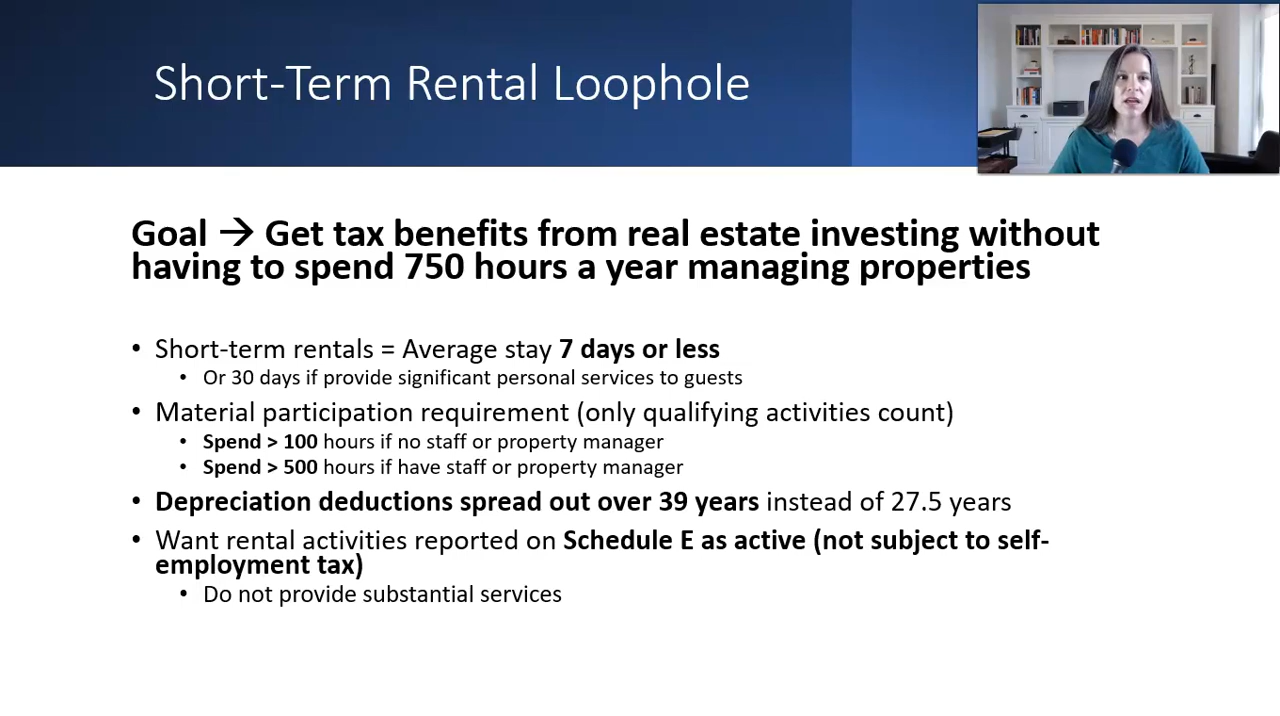 Short-Term Rental Loophole
Goal → Get tax benefits from real estate investing without
having to spend 750 hours a year managing properties
• Short-term rentals = Average stay 7 days or less
• Or 30 days if provide significant personal services to guests
• Material participation requirement (only qualifying activities count)
• Spend > 100 hours if no staff or property manager
• Spend > 500 hours if have staff or property manager
• Depreciation deductions spread out over 39 years instead of 27.5 years
• Want rental activities reported on Schedule E as active (not subject to self-
employment tax)
• Do not provide substantial services